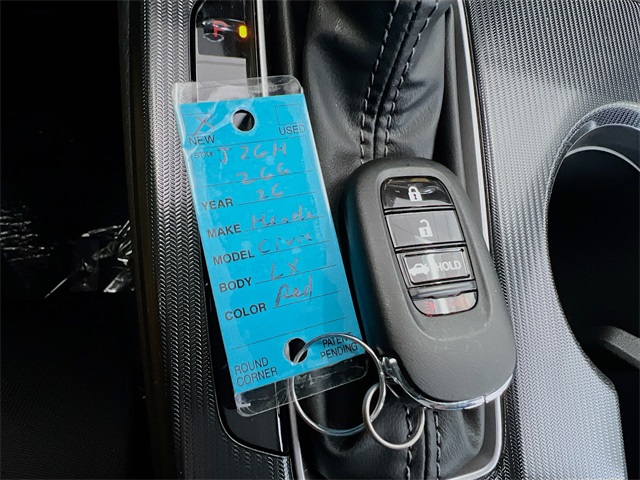 X
NEW USED
STK# J26H
266
YEAR 26
MAKE Honda
MODEL Civic
BODY LX
COLOR Red
ROUND CORNER PATENT PENDING
HOLD